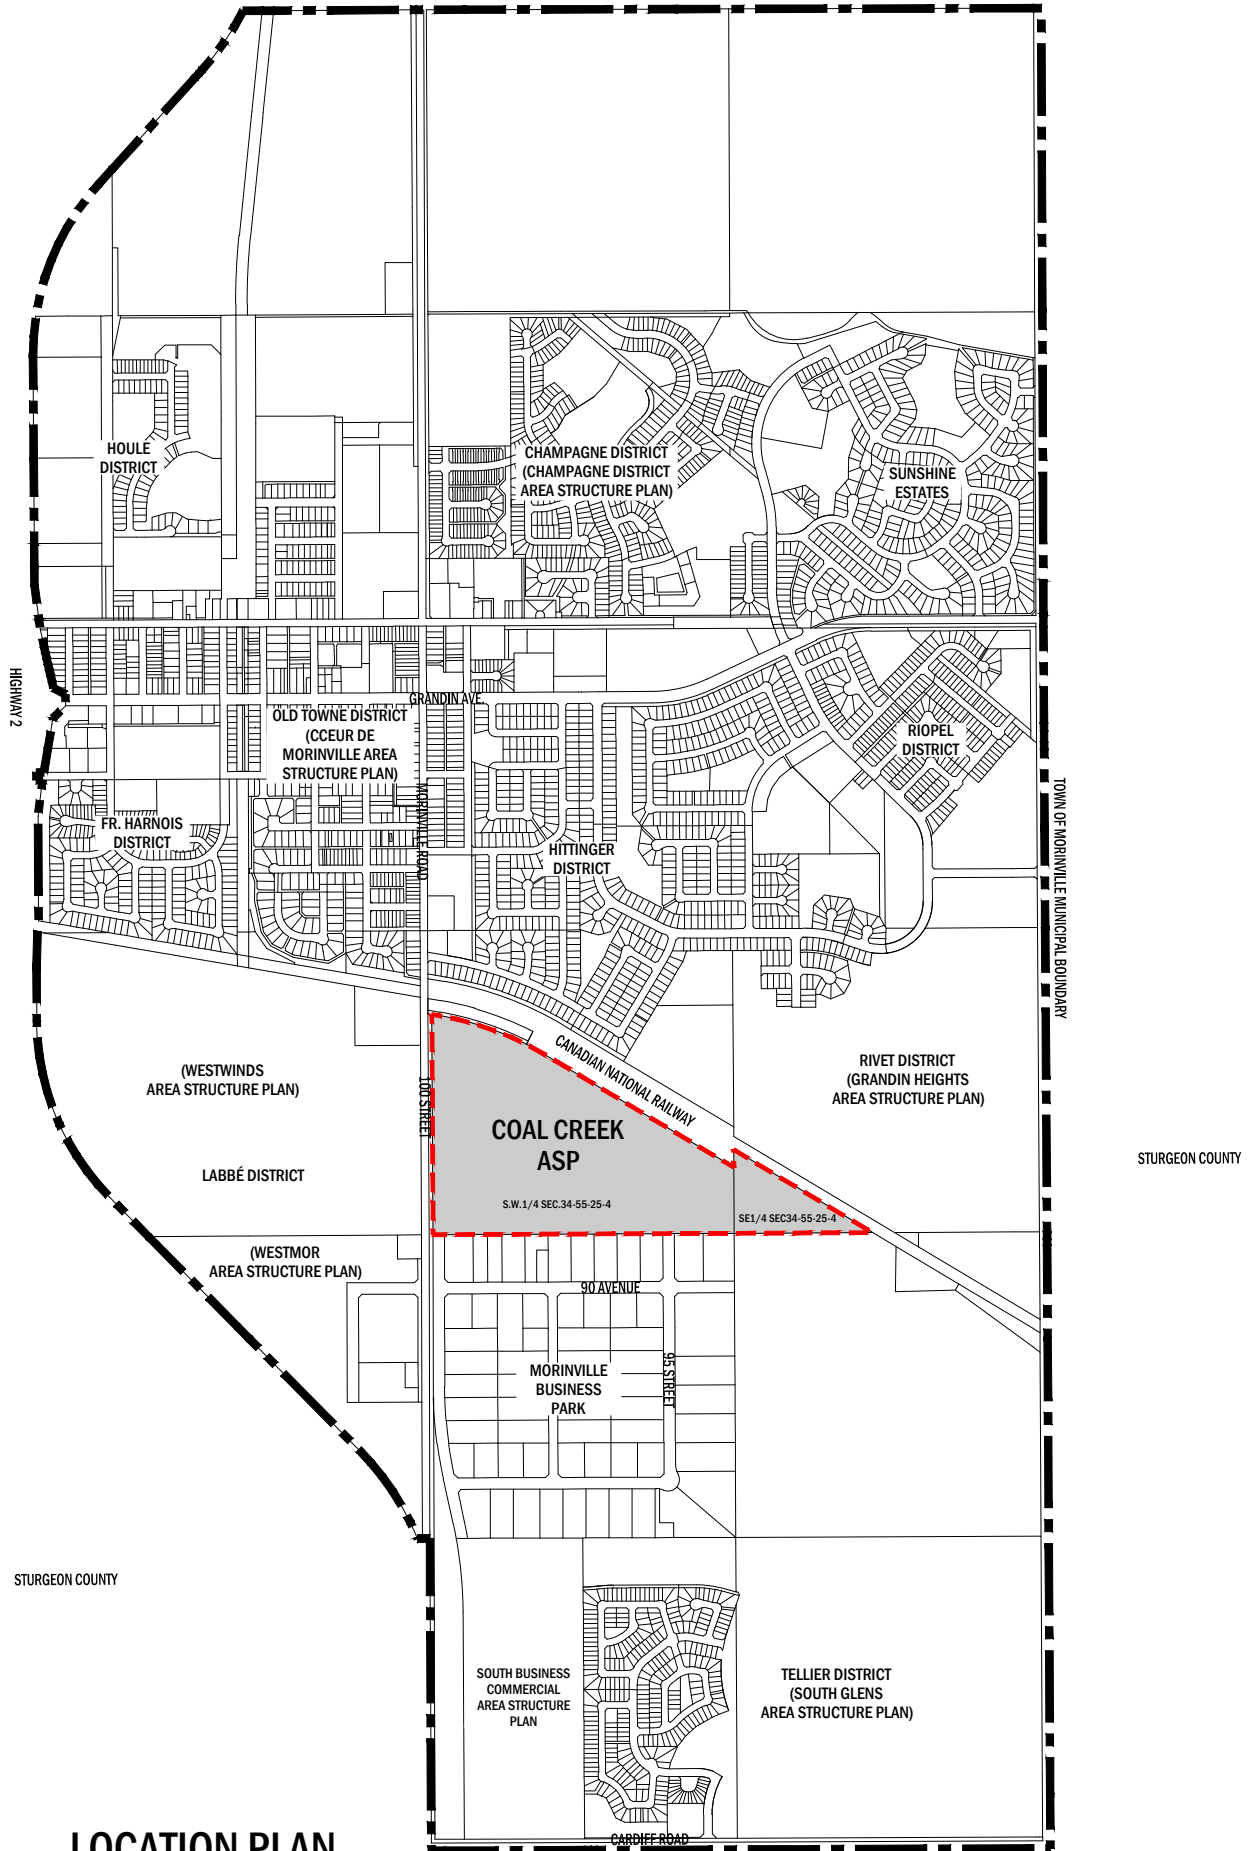 HOULE
DISTRICT
CHAMPAGNE DISTRICT
(CHAMPAGNE DISTRICT
AREA STRUCTURE PLAN)
SUNSHINE
ESTATES
HIGHWAY 2
GRANDIN AVE.
OLD TOWNE DISTRICT
(CCEUR DE
MORINVILLE AREA
STRUCTURE PLAN)
RIOPEL
DISTRICT
MORINVILLE ROAD
FR. HARNOIS
DISTRICT
HITTINGER
DISTRICT
TOWN OF MORINVILLE MUNICIPAL BOUNDARY
CANADIAN NATIONAL RAILWAY
(WESTWINDS
AREA STRUCTURE PLAN)
LABBÉ DISTRICT
100 STREET
COAL CREEK
ASP
S.W.1/4 SEC.34-55-25-4
SE1/4 SEC34-55-25-4
RIVET DISTRICT
(GRANDIN HEIGHTS
AREA STRUCTURE PLAN)
STURGEON COUNTY
(WESTMOR
AREA STRUCTURE PLAN)
90 AVENUE
95 STREET
MORINVILLE
BUSINESS
PARK
STURGEON COUNTY
SOUTH BUSINESS
COMMERCIAL
AREA STRUCTURE
PLAN
TELLIER DISTRICT
(SOUTH GLENS
AREA STRUCTURE PLAN)
CARDIFF ROAD
LOCATION PLAN